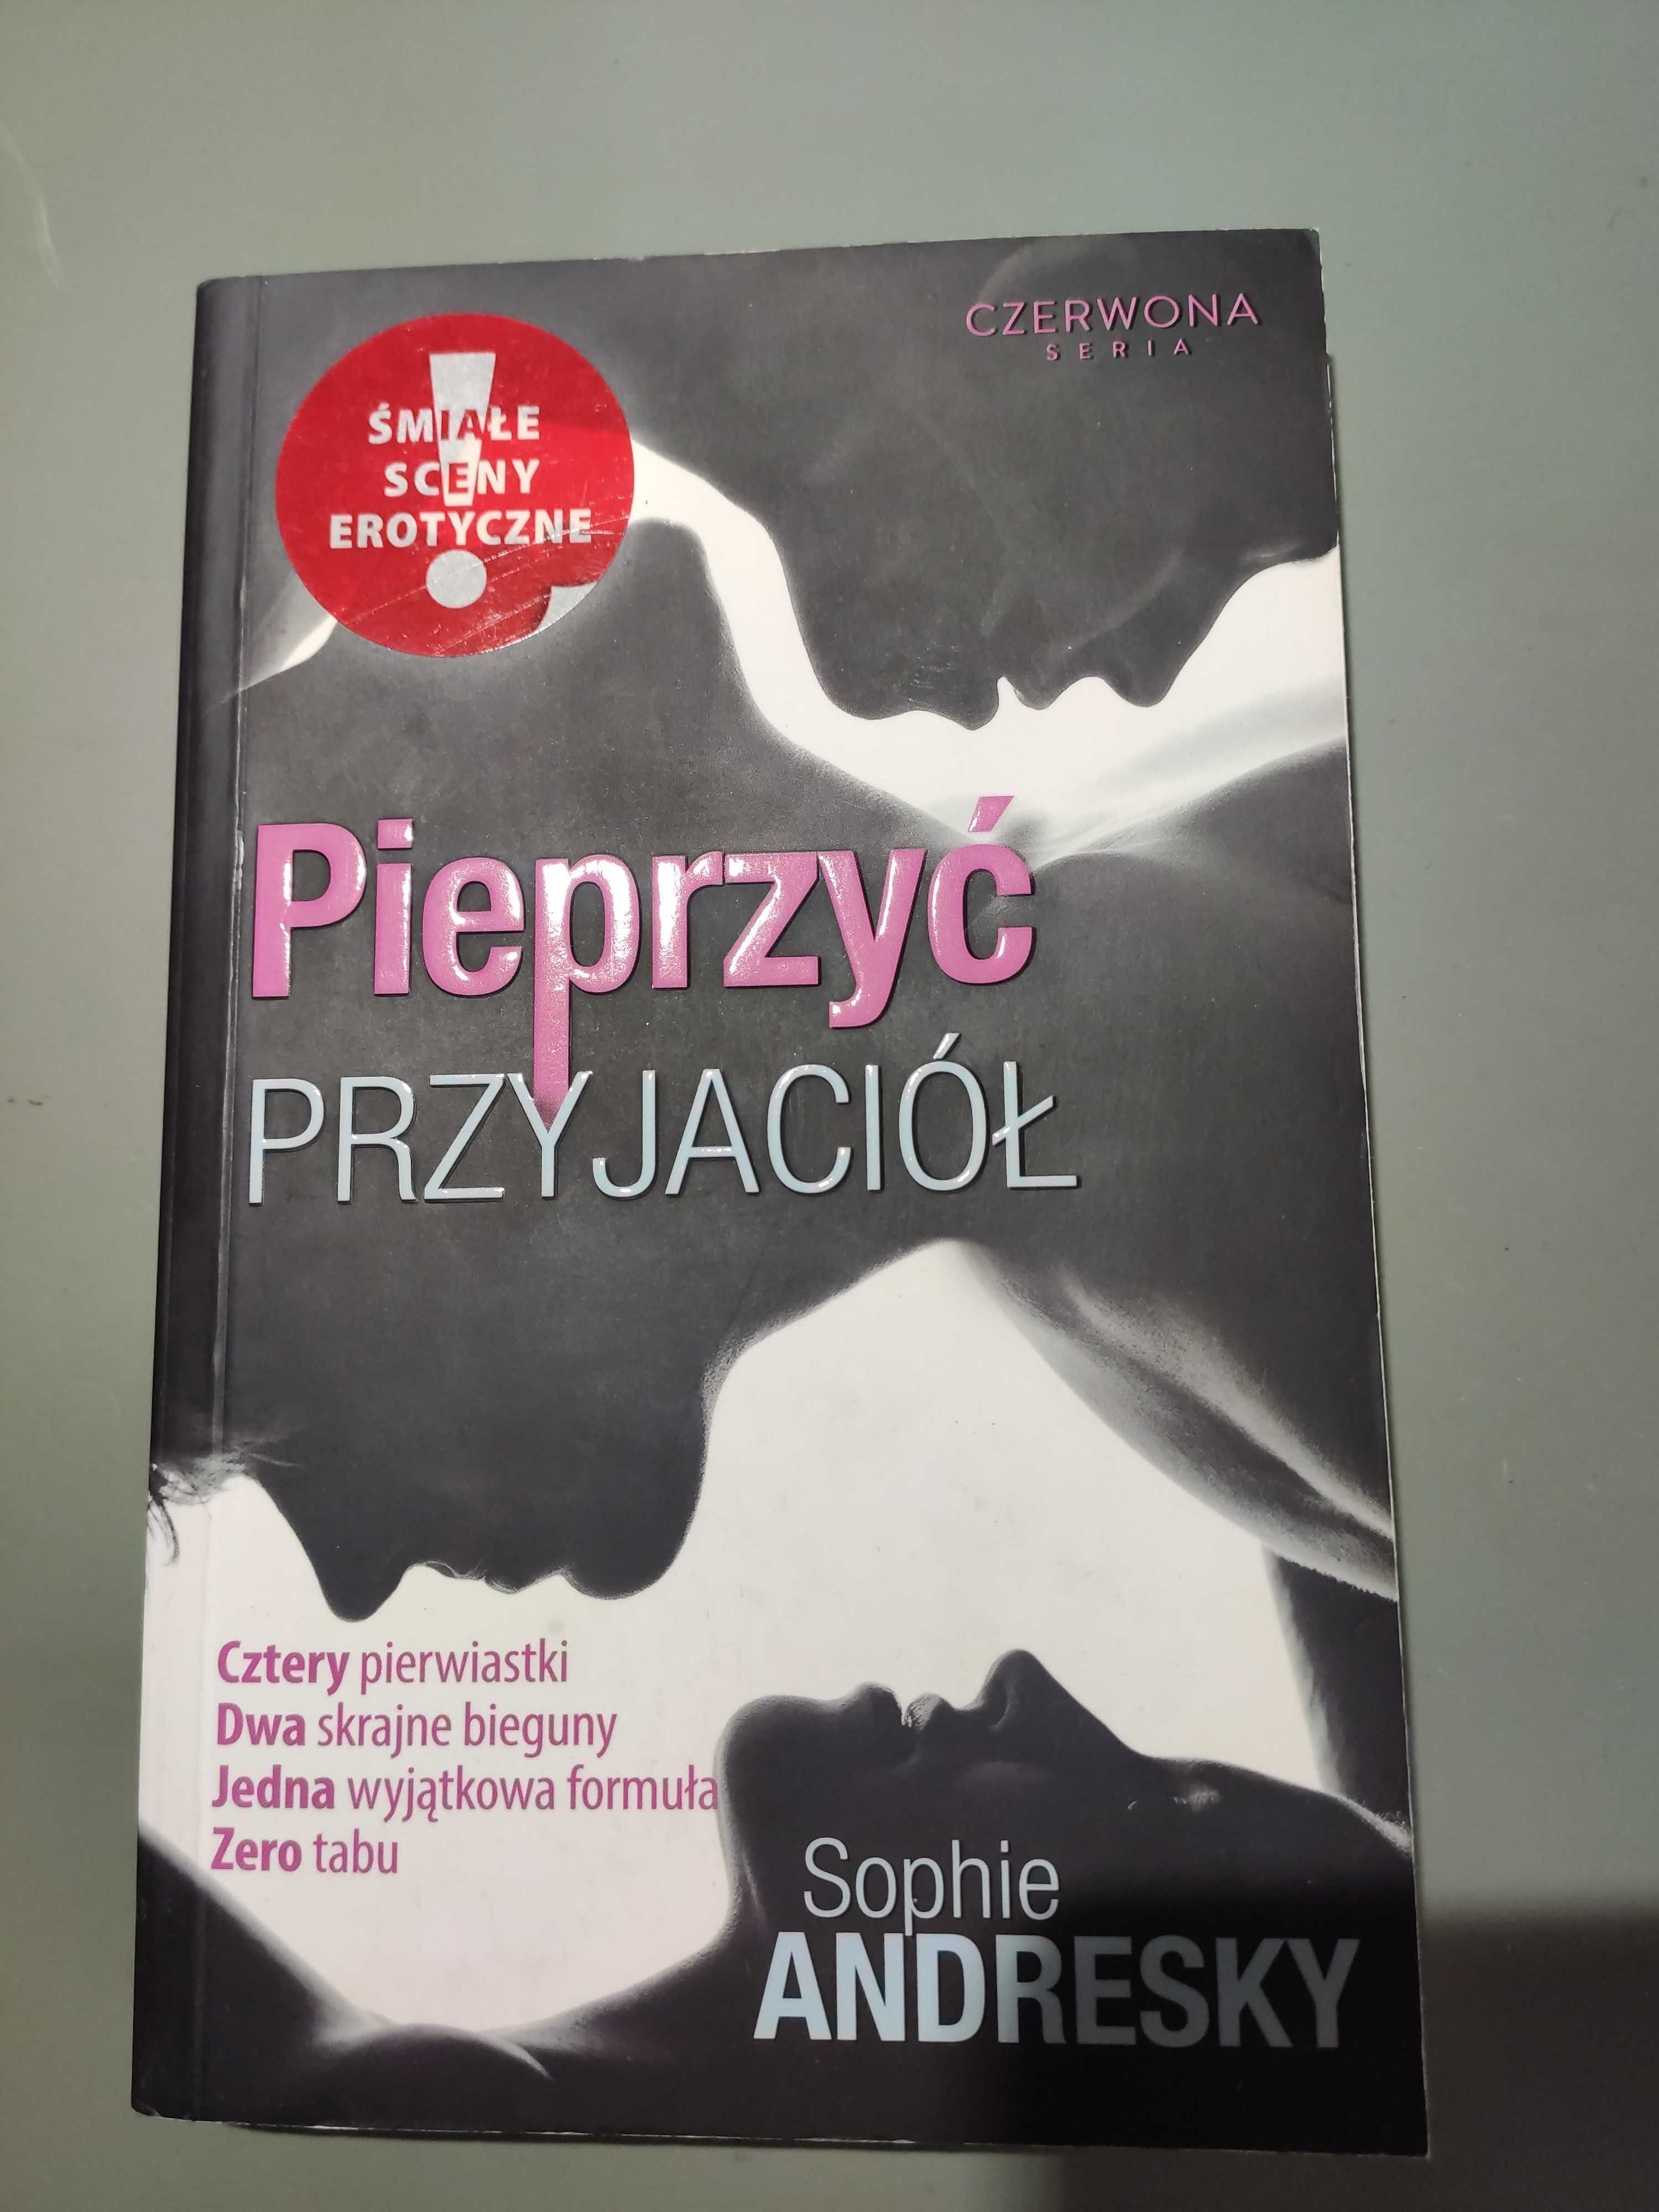 CZERWONA
SERIA
ŚMIAŁE
SCENY
EROTYCZNE
Pieprzyć
PRZYJACIÓŁ
Cztery pierwiastki
Dwa skrajne bieguny
Jedna wyjątkowa formuła
Zero tabu
Sophie
ANDRESKY